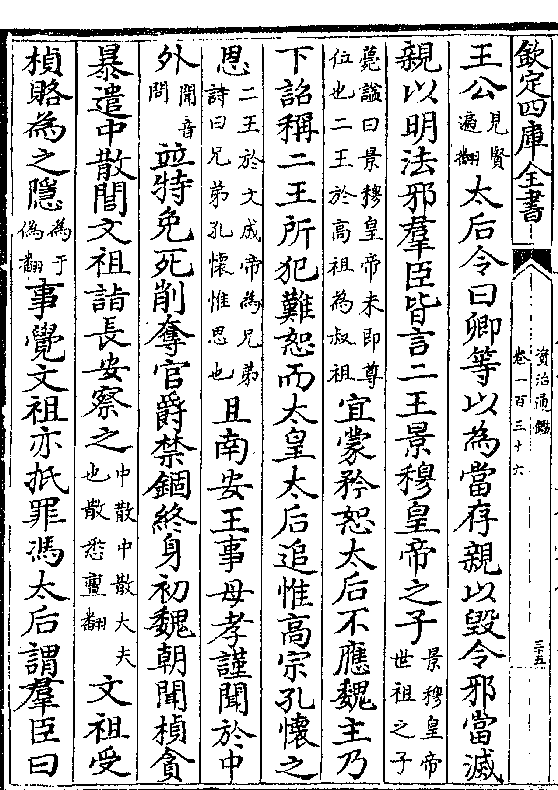 欽定四庫全書
資治通鑑
卷一百三十六
三十五
王公見賢遍翻太后令曰卿等以為當存親以毀令邪當滅
親以明法邪羣臣皆言二王景穆皇帝之子景穆皇帝世祖之子
薨諡曰景穆皇帝未即尊位也二王於高祖為叔祖宜蒙矜恕太后不應魏主乃
下詔稱二王所犯難恕而太皇太后追惟高宗孔懷之
恩二王於文成帝為兄弟詩曰兄弟孔懷惟思也且南安王事母孝謹聞於中
外聞音問並特免死削奪官爵禁錮終身初魏朝聞楨貪
暴遣中散閭文祖詣長安察之中散中散大夫也散悉亶翻文祖受
楨賂為之隱為于偽翻事覺文祖亦抵罪馮太后謂羣臣曰